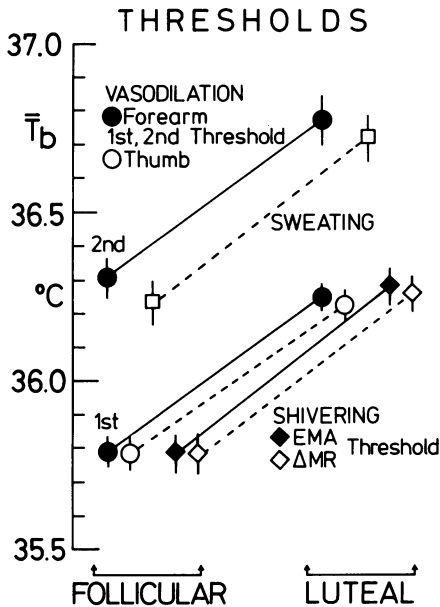 THRESHOLDS
37.0
VASODILATION
T̅b
Forearm
1st, 2nd Threshold
Thumb
36.5
2nd
SWEATING
°C
36.0
1st
SHIVERING
EMA
Threshold
ΔMR
35.5
FOLLICULAR LUTEAL